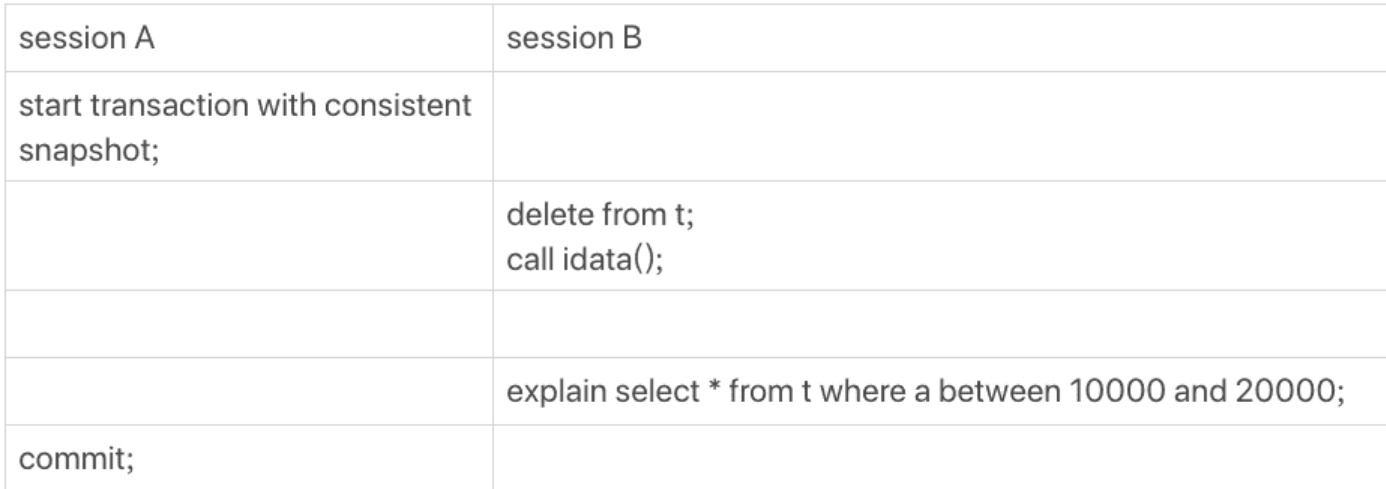 session A
session B
start transaction with consistent
snapshot;
delete from t;
call idata();
explain select * from t where a between 10000 and 20000;
commit;